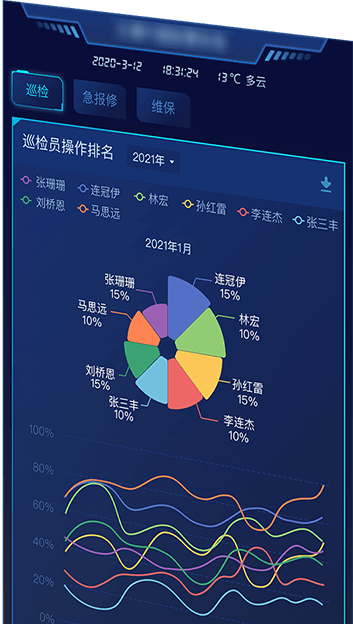 2020-3-12 18:31:24 13℃ 多云
巡检 急报修 维保
巡检员操作排名 2021年
张珊珊 连冠伊 林宏 孙红雷 李连杰 张三丰
刘桥恩 马思远
2021年1月
张珊珊
15%
连冠伊
15%
马思远
10%
林宏
10%
刘桥恩
15%
孙红雷
15%
张三丰
10%
李连杰
10%
100%
80%
60%
40%
20%
0%